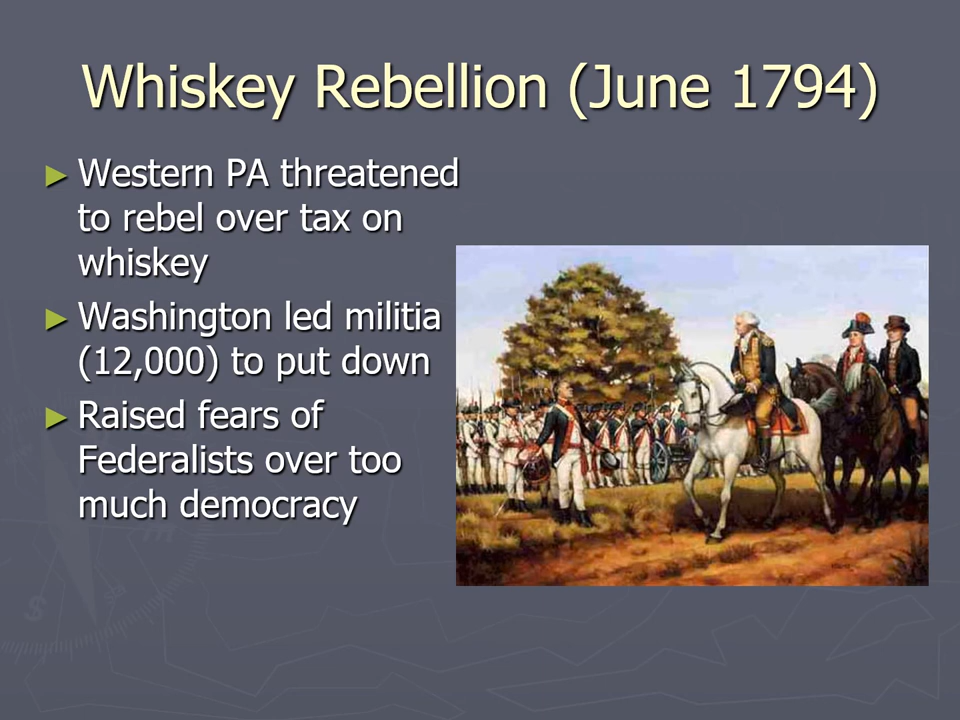 Whiskey Rebellion (June 1794)
► Western PA threatened
to rebel over tax on
whiskey
► Washington led militia
(12,000) to put down
► Raised fears of
Federalists over too
much democracy